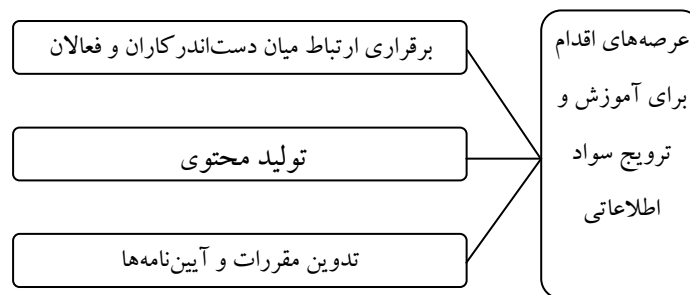 عرصه‌های اقدام
برای آموزش و
ترویج سواد
اطلاعاتی
برقراری ارتباط میان دست‌اندرکاران و فعالان
تولید محتوی
تدوین مقررات و آیین‌نامه‌ها